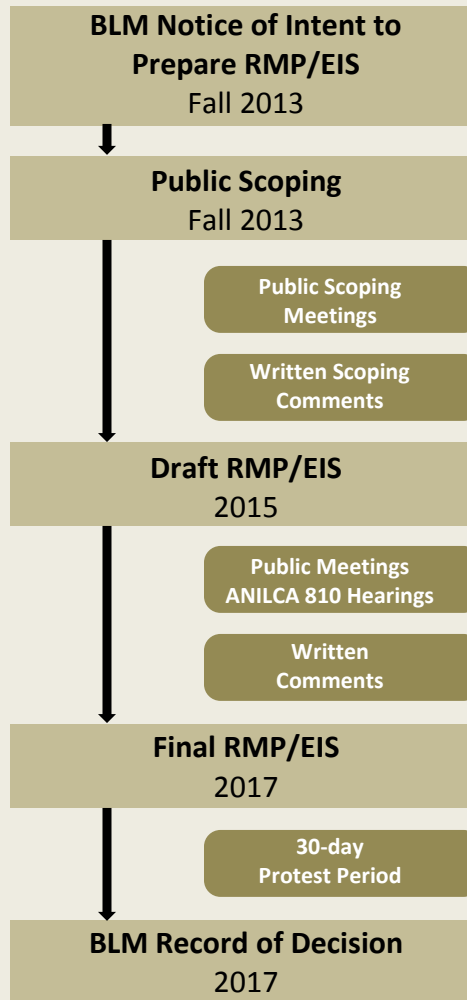 BLM Notice of Intent to
Prepare RMP/EIS
Fall 2013
Public Scoping
Fall 2013
Public Scoping
Meetings
Written Scoping
Comments
Draft RMP/EIS
2015
Public Meetings
ANILCA 810 Hearings
Written
Comments
Final RMP/EIS
2017
30-day
Protest Period
BLM Record of Decision
2017